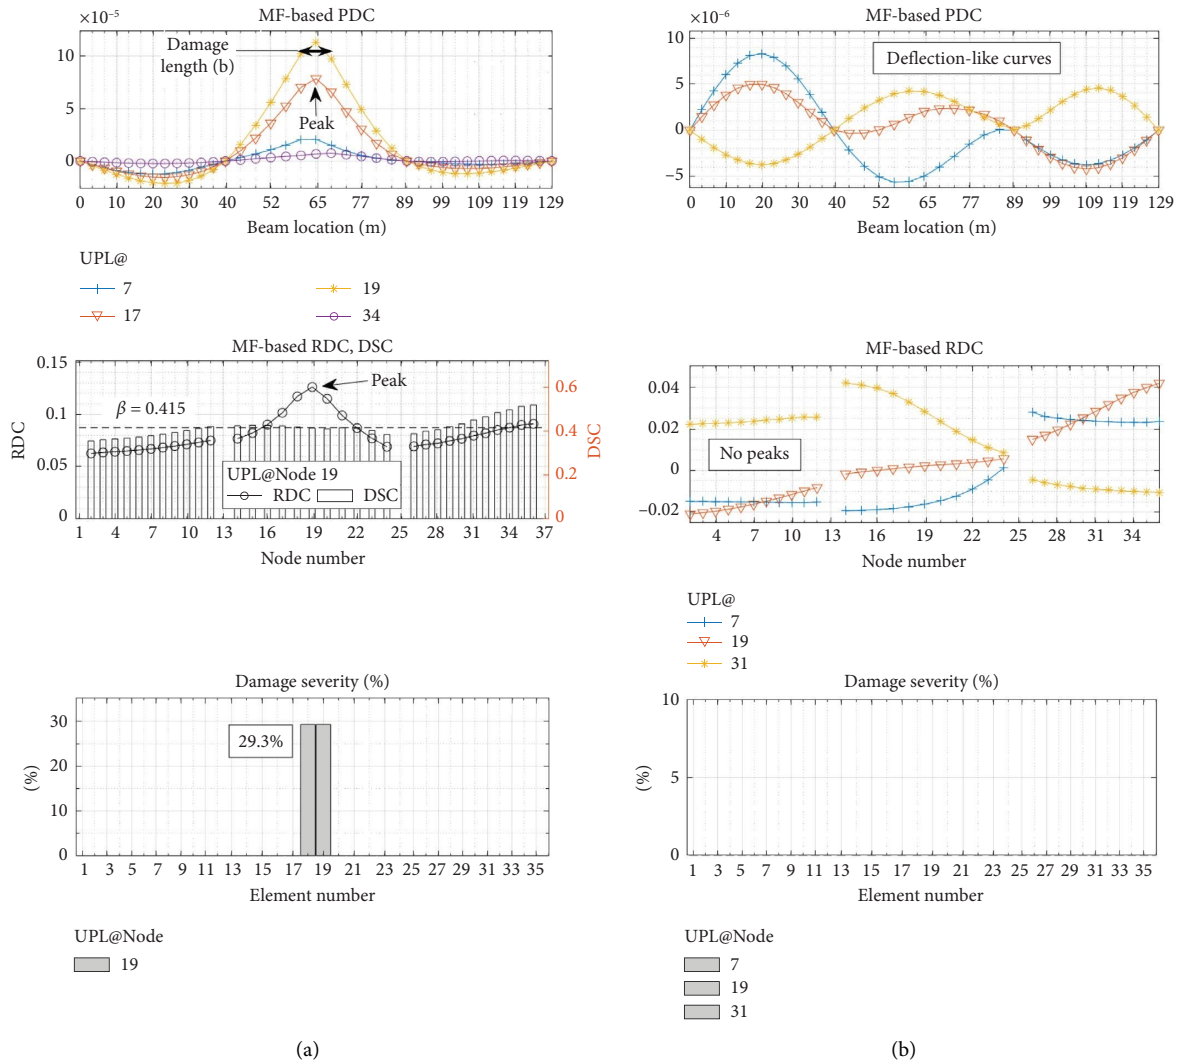 MF-based PDC
×10⁻⁵
10
5
0
Damage
length (b)
Peak
0 10 20 30 40 52 65 77 89 99 109 119 129
Beam location (m)
UPL@
7
17
19
34
MF-based RDC, DSC
0.15
0.1
0.05
0
RDC
β = 0.415
Peak
UPL@Node 19
RDC DSC
0.6
0.4
0.2
0
DSC
1 4 7 10 13 16 19 22 25 28 31 34 37
Node number
Damage severity (%)
30
20
10
0
(%)
29.3%
1 3 5 7 9 11 13 15 17 19 21 23 25 27 29 31 33 35
Element number
UPL@Node
19
(a)
MF-based PDC
×10⁻⁶
10
5
0
−5
Deflection-like curves
0 10 20 30 40 52 65 77 89 99 109 119 129
Beam location (m)
MF-based RDC
0.04
0.02
0
−0.02
No peaks
4 7 10 13 16 19 22 25 28 31 34
Node number
UPL@
7
19
31
Damage severity (%)
10
5
0
(%)
1 3 5 7 9 11 13 15 17 19 21 23 25 27 29 31 33 35
Element number
UPL@Node
7
19
31
(b)